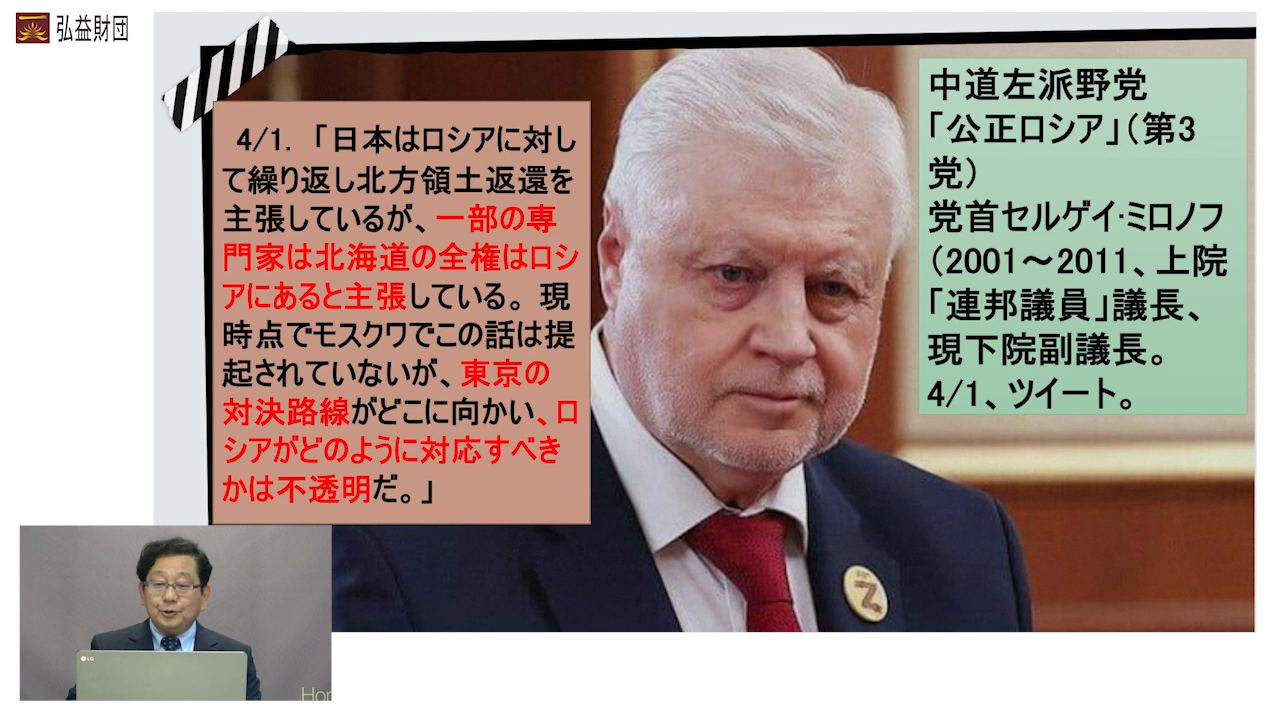 弘益財団
4/1. 「日本はロシアに対し
て繰り返し北方領土返還を
主張しているが、一部の専
門家は北海道の全権はロシ
アにあると主張している。現
時点でモスクワでこの話は提
起されていないが、東京の
対決路線がどこに向かい、ロ
シアがどのように対応すべき
かは不透明だ。」
中道左派野党
「公正ロシア」（第3
党）
党首セルゲイ·ミロノフ
（2001～2011、上院
「連邦議員」議長、
現下院副議長。
4/1、ツイート。
Z
LG
Hor